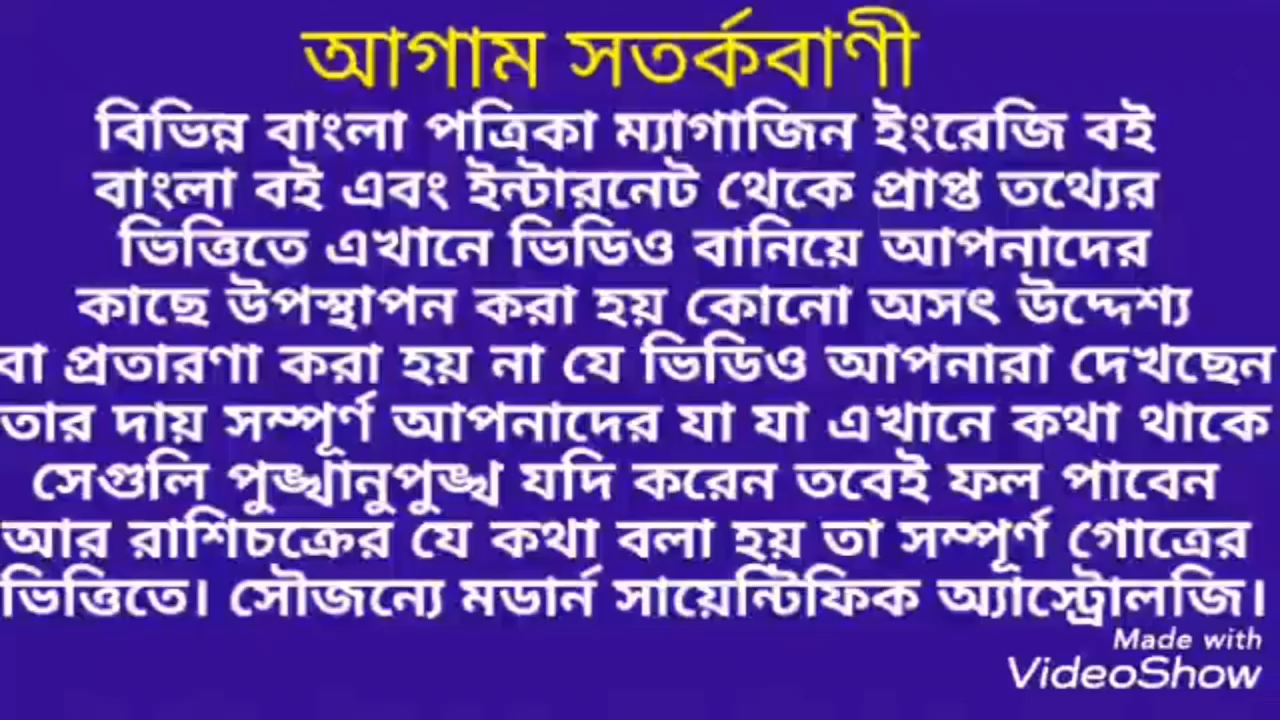 আগাম সতর্কবাণী
বিভিন্ন বাংলা পত্রিকা ম্যাগাজিন ইংরেজি বই
বাংলা বই এবং ইন্টারনেট থেকে প্রাপ্ত তথ্যের
ভিত্তিতে এখানে ভিডিও বানিয়ে আপনাদের
কাছে উপস্থাপন করা হয় কোনো অসৎ উদ্দেশ্য
বা প্রতারণা করা হয় না যে ভিডিও আপনারা দেখছেন
তার দায় সম্পূর্ণ আপনাদের যা যা এখানে কথা থাকে
সেগুলি পুঙ্খানুপুঙ্খ যদি করেন তবেই ফল পাবেন
আর রাশিচক্রের যে কথা বলা হয় তা সম্পূর্ণ গোত্রের
ভিত্তিতে। সৌজন্যে মডার্ন সায়েন্টিফিক অ্যাস্ট্রোলজি।
Made with
VideoShow